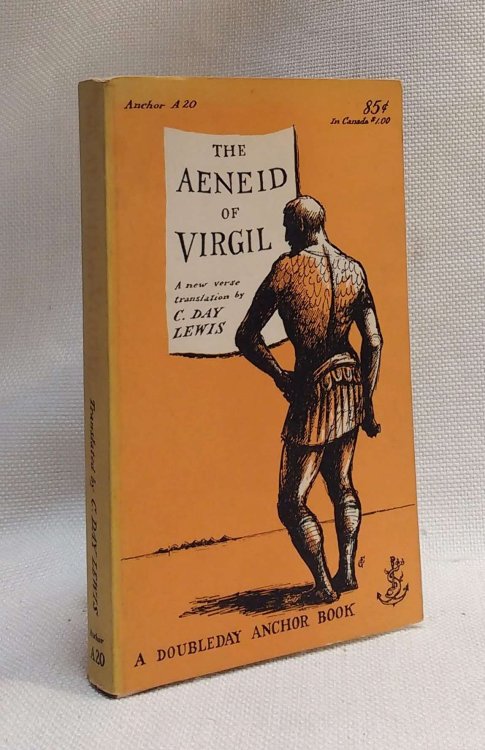 Anchor A 20
85¢
In Canada $1.00
THE
AENEID
OF
VIRGIL
A new verse
translation by
C. DAY
LEWIS
A DOUBLEDAY ANCHOR BOOK
Translated by C. DAY LEWIS
Anchor
A20